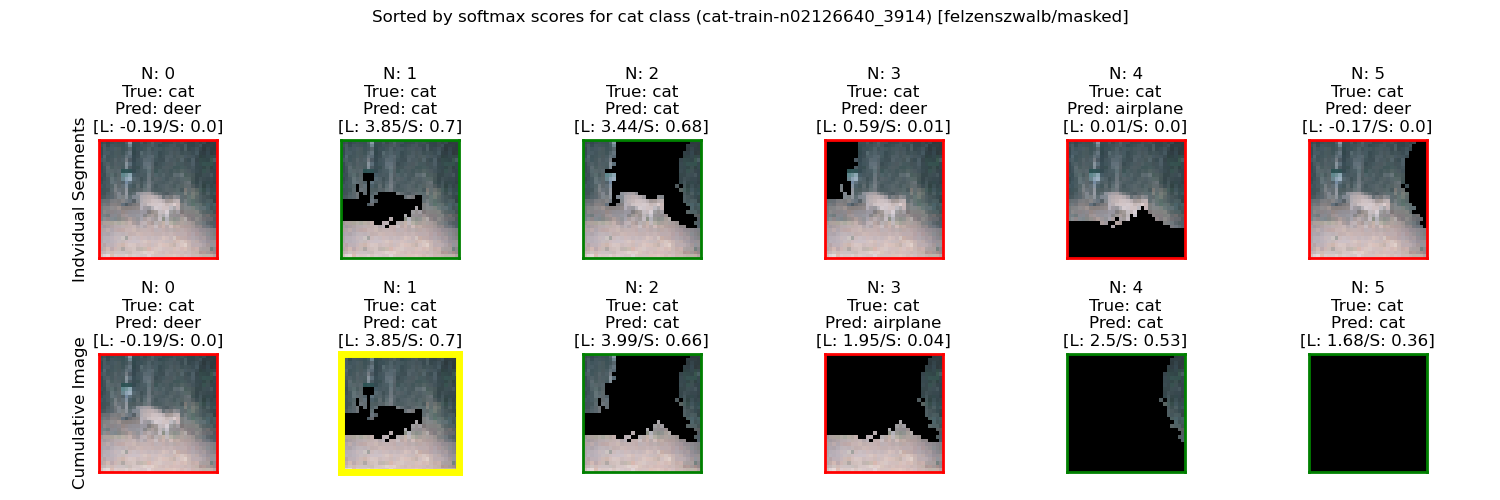 Sorted by softmax scores for cat class (cat-train-n02126640_3914) [felzenszwalb/masked]
Indvidual Segments
N: 0
True: cat
Pred: deer
[L: -0.19/S: 0.0]
N: 1
True: cat
Pred: cat
[L: 3.85/S: 0.7]
N: 2
True: cat
Pred: cat
[L: 3.44/S: 0.68]
N: 3
True: cat
Pred: deer
[L: 0.59/S: 0.01]
N: 4
True: cat
Pred: airplane
[L: 0.01/S: 0.0]
N: 5
True: cat
Pred: deer
[L: -0.17/S: 0.0]
Cumulative Image
N: 0
True: cat
Pred: deer
[L: -0.19/S: 0.0]
N: 1
True: cat
Pred: cat
[L: 3.85/S: 0.7]
N: 2
True: cat
Pred: cat
[L: 3.99/S: 0.66]
N: 3
True: cat
Pred: airplane
[L: 1.95/S: 0.04]
N: 4
True: cat
Pred: cat
[L: 2.5/S: 0.53]
N: 5
True: cat
Pred: cat
[L: 1.68/S: 0.36]